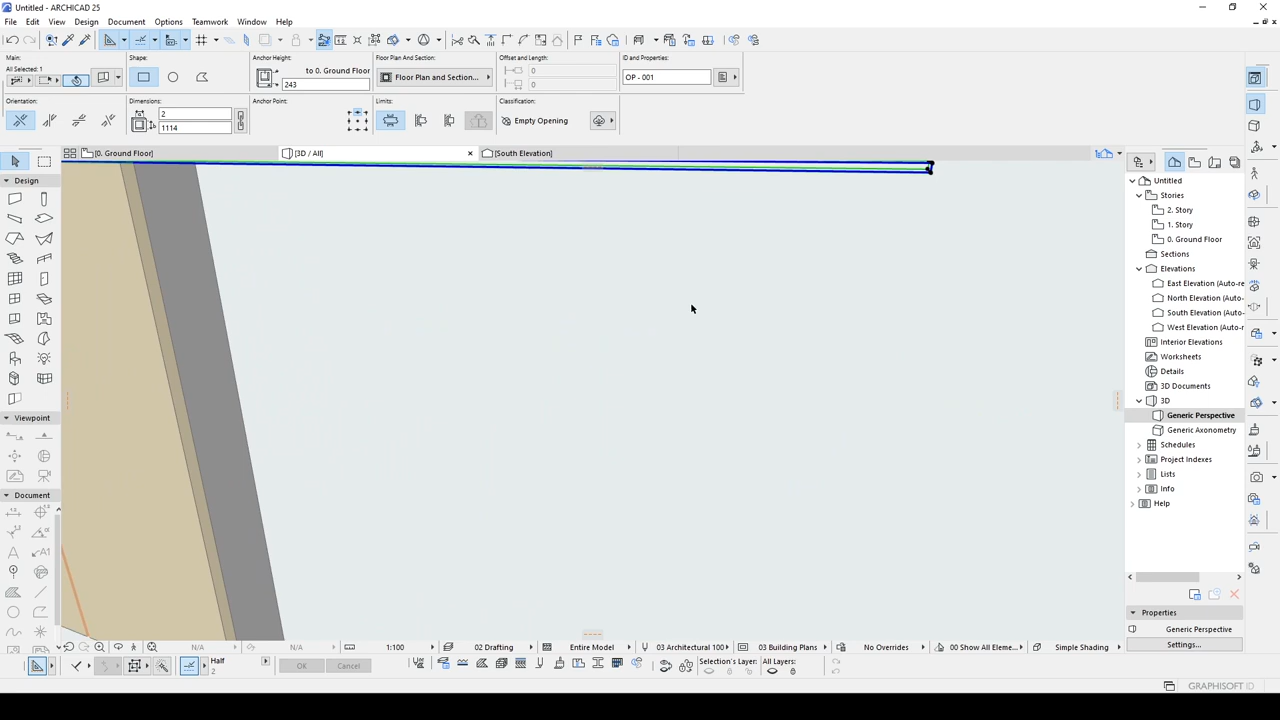 Untitled - ARCHICAD 25
File Edit View Design Document Options Teamwork Window Help
Main:
All Selected: 1
Shape:
Anchor Height:
to 0. Ground Floor
243
Floor Plan and Section:
Floor Plan and Section...
Offset and Length:
0
0
ID and Properties:
OP - 001
Orientation:
Dimensions:
2
1114
Anchor Point:
Limits:
Classification:
Empty Opening
[0. Ground Floor]
[3D / All]
[South Elevation]
Design
Viewpoint
Document
Untitled
Stories
2. Story
1. Story
0. Ground Floor
Sections
Elevations
East Elevation (Auto-re
North Elevation (Auto-
South Elevation (Auto-
West Elevation (Auto-r
Interior Elevations
Worksheets
Details
3D Documents
3D
Generic Perspective
Generic Axonometry
Schedules
Project Indexes
Lists
Info
Help
Properties
Generic Perspective
Settings...
N/A
N/A
1:100
02 Drafting
Entire Model
03 Architectural 100
03 Building Plans
No Overrides
00 Show All Eleme...
Simple Shading
Half
2
OK
Cancel
Selection's Layer:
All Layers:
GRAPHISOFT ID